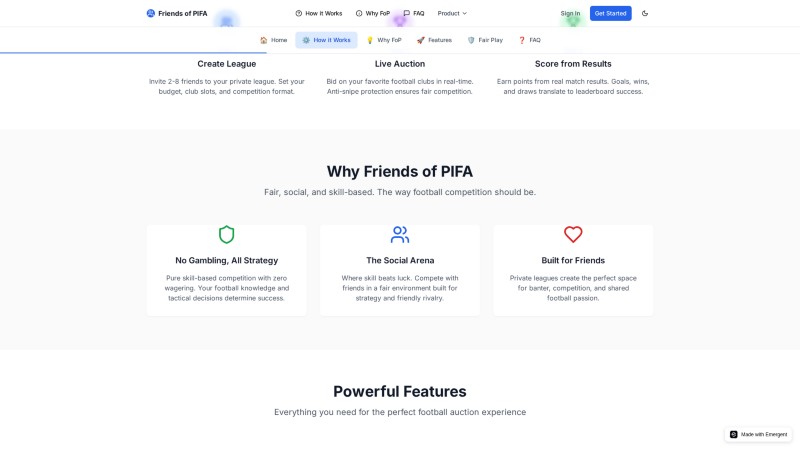 Friends of PIFA
How it Works
Why FoP
FAQ
Product
Sign In
Get Started
🏠 Home
⚙️ How it Works
💡 Why FoP
🚀 Features
🛡️ Fair Play
❓ FAQ
Create League
Invite 2-8 friends to your private league. Set your
budget, club slots, and competition format.
Live Auction
Bid on your favorite football clubs in real-time.
Anti-snipe protection ensures fair competition.
Score from Results
Earn points from real match results. Goals, wins,
and draws translate to leaderboard success.
Why Friends of PIFA
Fair, social, and skill-based. The way football competition should be.
No Gambling, All Strategy
Pure skill-based competition with zero
wagering. Your football knowledge and
tactical decisions determine success.
The Social Arena
Where skill beats luck. Compete with
friends in a fair environment built for
strategy and friendly rivalry.
Built for Friends
Private leagues create the perfect space
for banter, competition, and shared
football passion.
Powerful Features
Everything you need for the perfect football auction experience
Made with Emergent